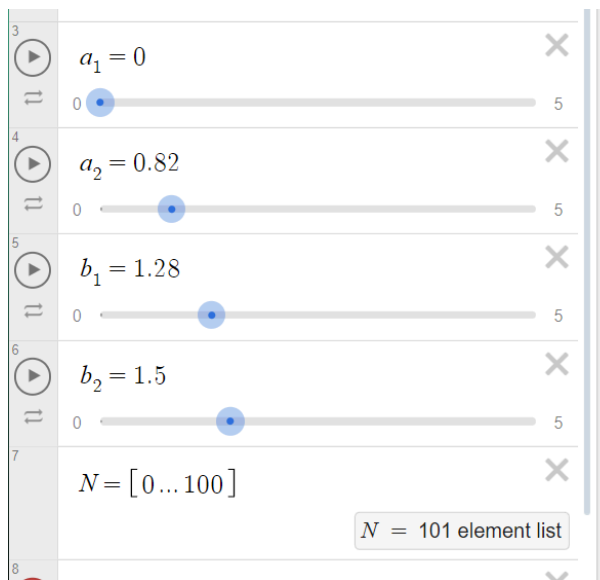 3
a₁ = 0
0 5
4
a₂ = 0.82
0 5
5
b₁ = 1.28
0 5
6
b₂ = 1.5
0 5
7
N = [0...100]
N = 101 element list
8